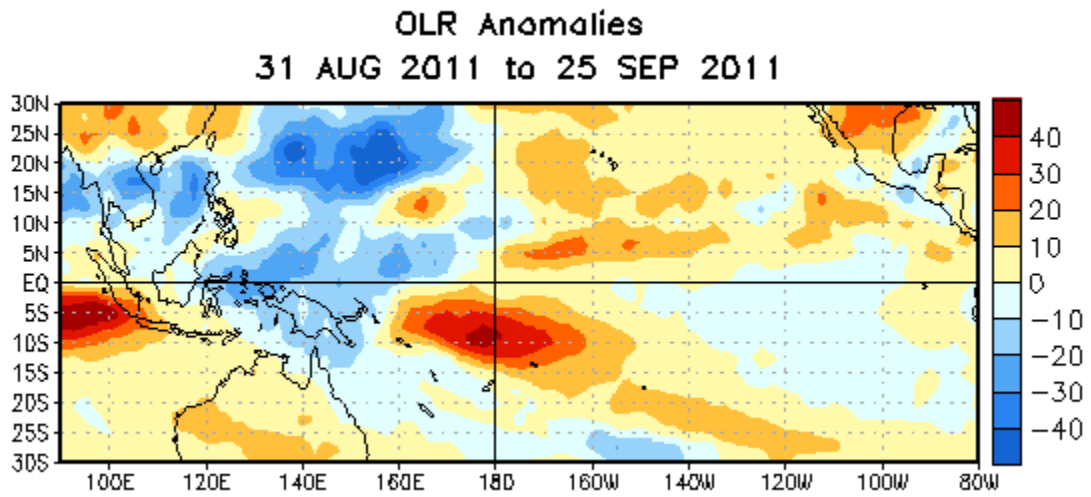 OLR Anomalies
31 AUG 2011 to 25 SEP 2011
30N
25N
20N
15N
10N
5N
EQ
5S
10S
15S
20S
25S
30S
100E 120E 140E 160E 180 160W 140W 120W 100W 80W
40
30
20
10
0
-10
-20
-30
-40